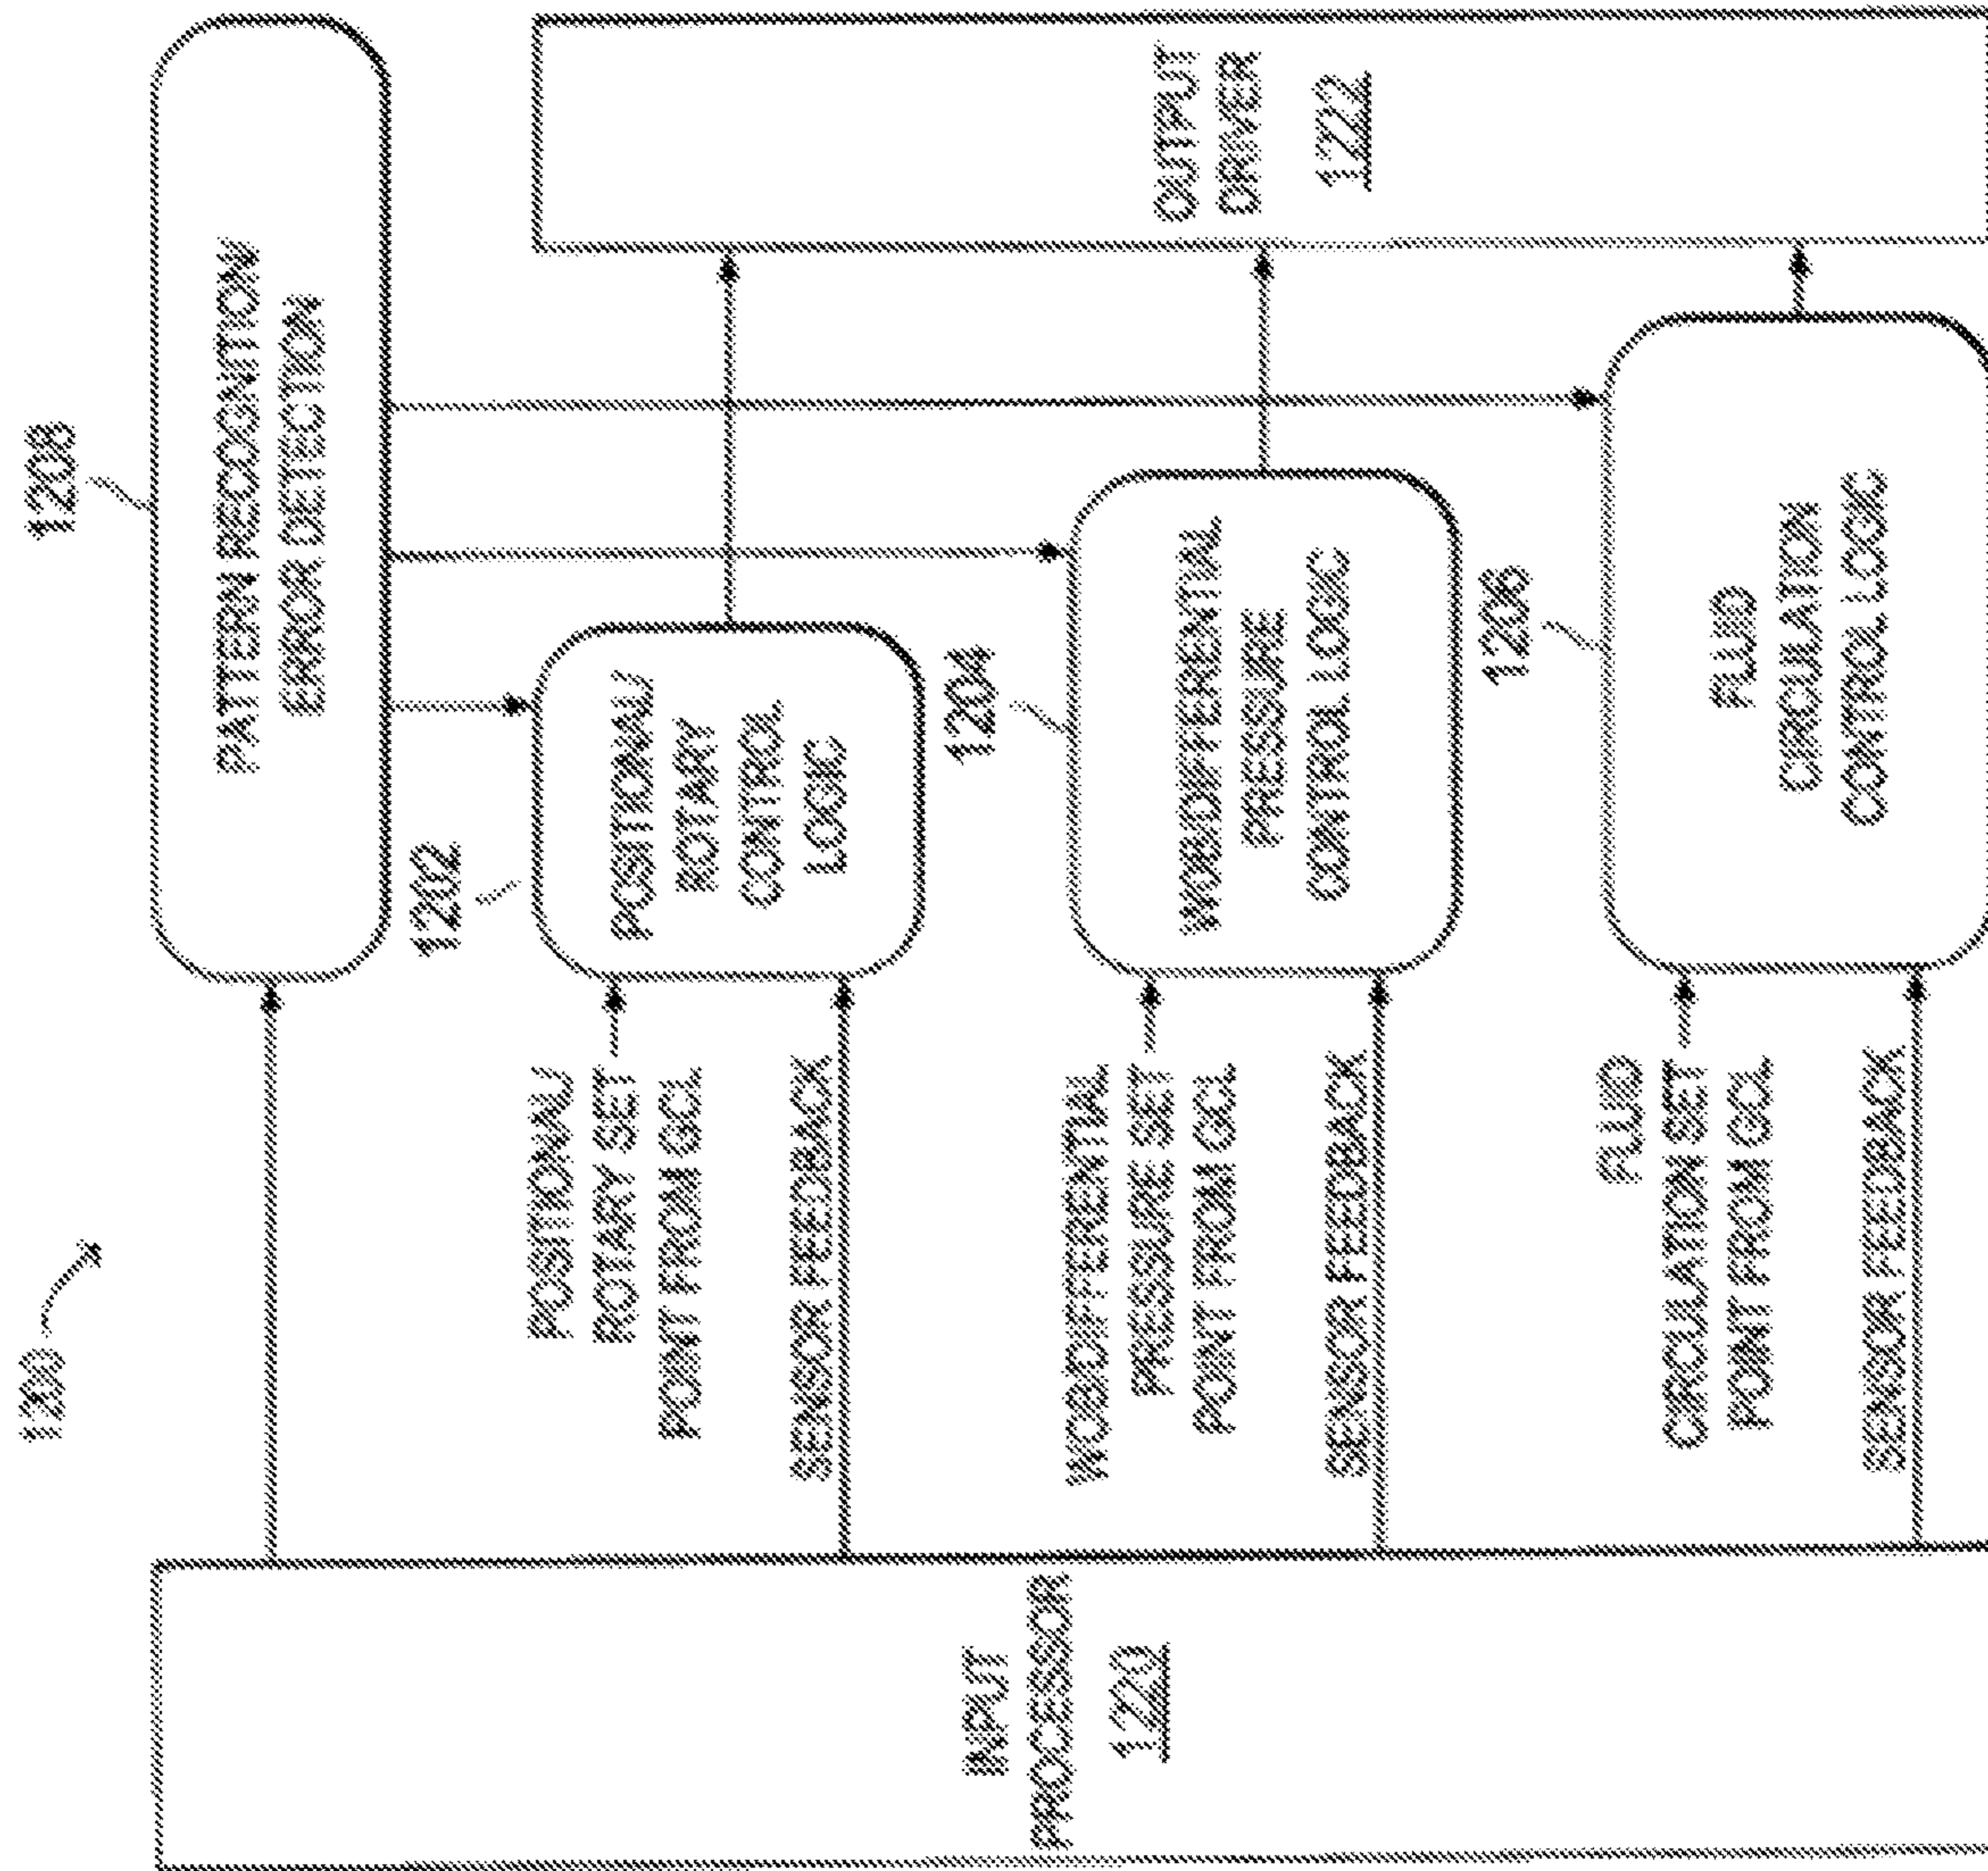 1200
1208
PATTERN RECOGNITION
ERROR DETECTION
1202
POSITIONAL/
ROTARY
CONTROL
LOGIC
POSITIONAL/
ROTARY SET
POINT FROM GCL
SENSOR FEEDBACK
1204
WOB/DIFFERENTIAL
PRESSURE
CONTROL LOGIC
WOB/DIFFERENTIAL
PRESSURE SET
POINT FROM GCL
SENSOR FEEDBACK
1206
FLUID
CIRCULATION
CONTROL LOGIC
FLUID
CIRCULATION SET
POINT FROM GCL
SENSOR FEEDBACK
INPUT
PROCESSOR
1220
OUTPUT
DRIVER
1222